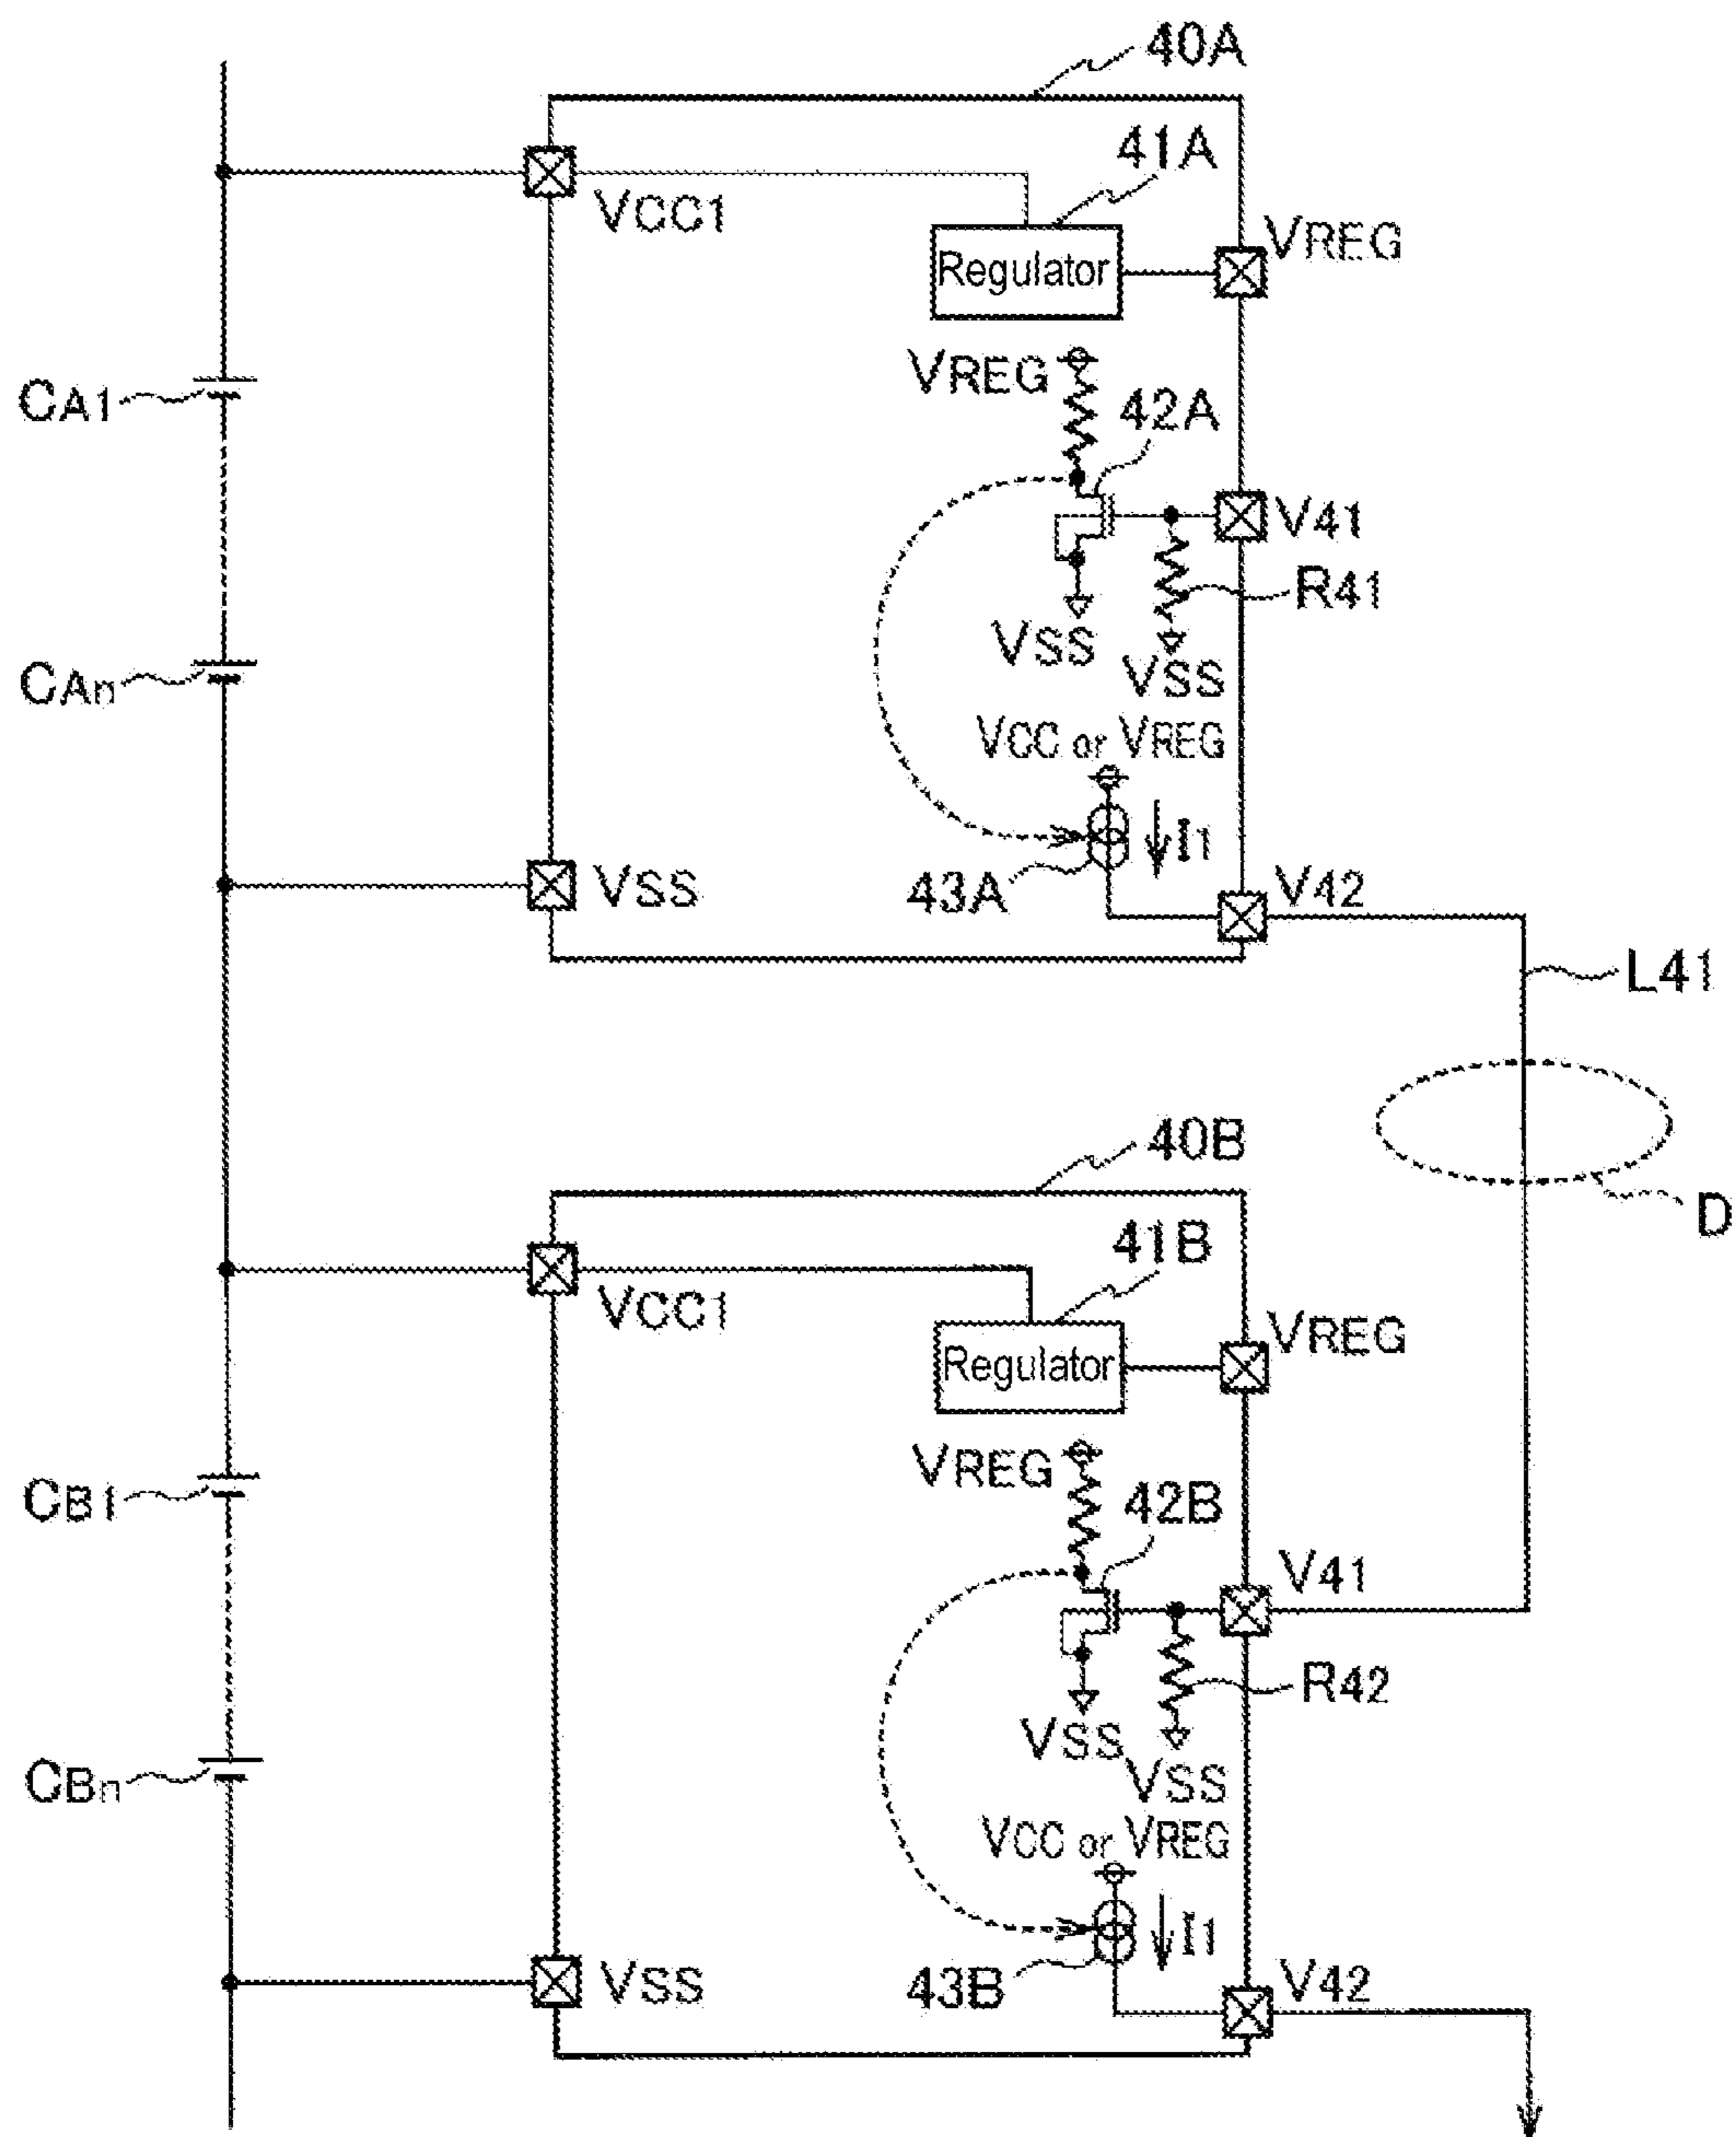 40A
41A
VCC1
VREG
Regulator
VREG
CA1
42A
V41
R41
VSS
VSS
CAn
VCC or VREG
I1
VSS
43A
V42
L41
40B
D
41B
VCC1
VREG
Regulator
VREG
CB1
42B
V41
R42
VSS
VSS
CBn
VCC or VREG
I1
VSS
43B
V42